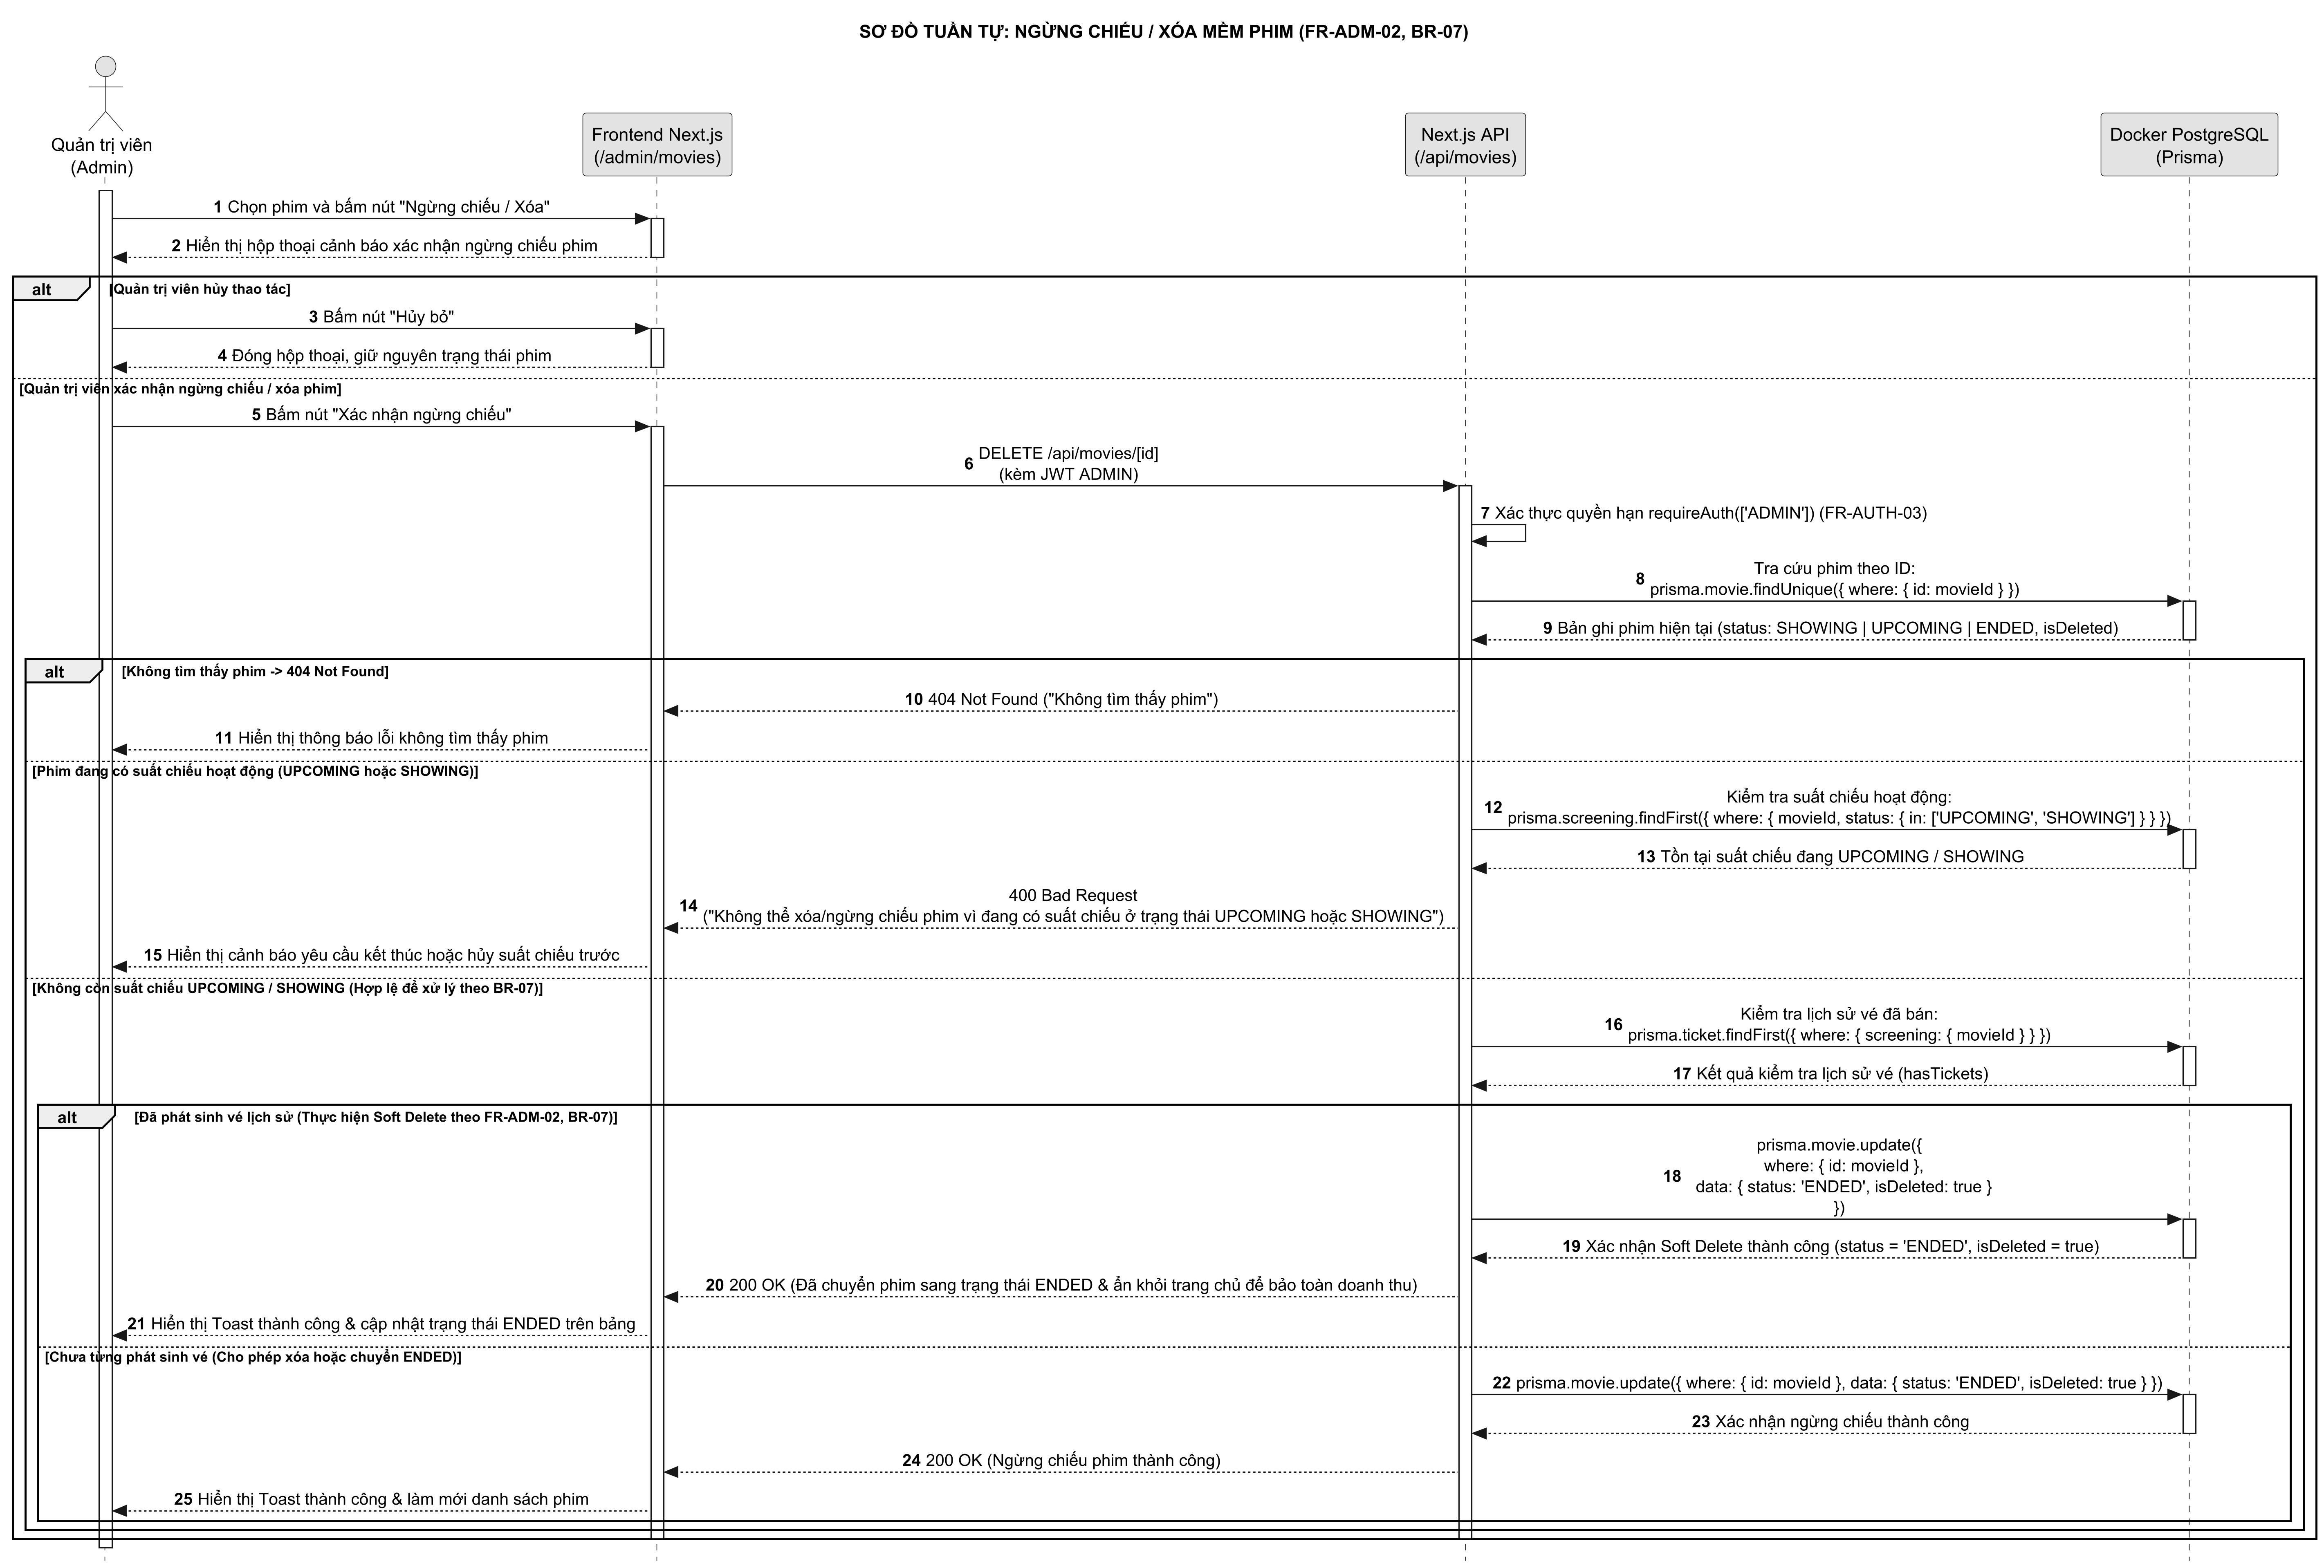 SƠ ĐỒ TUẦN TỰ: NGỪNG CHIẾU / XÓA MỀM PHIM (FR-ADM-02, BR-07)
Quản trị viên
(Admin)
Frontend Next.js
(/admin/movies)
Next.js API
(/api/movies)
Docker PostgreSQL
(Prisma)
1 Chọn phim và bấm nút "Ngừng chiếu / Xóa"
2 Hiển thị hộp thoại cảnh báo xác nhận ngừng chiếu phim
alt [Quản trị viên hủy thao tác]
3 Bấm nút "Hủy bỏ"
4 Đóng hộp thoại, giữ nguyên trạng thái phim
[Quản trị viên xác nhận ngừng chiếu / xóa phim]
5 Bấm nút "Xác nhận ngừng chiếu"
6 DELETE /api/movies/[id]
(kèm JWT ADMIN)
7 Xác thực quyền hạn requireAuth(['ADMIN']) (FR-AUTH-03)
8 Tra cứu phim theo ID:
prisma.movie.findUnique({ where: { id: movieId } })
9 Bản ghi phim hiện tại (status: SHOWING | UPCOMING | ENDED, isDeleted)
alt [Không tìm thấy phim -> 404 Not Found]
10 404 Not Found ("Không tìm thấy phim")
11 Hiển thị thông báo lỗi không tìm thấy phim
[Phim đang có suất chiếu hoạt động (UPCOMING hoặc SHOWING)]
12 Kiểm tra suất chiếu hoạt động:
prisma.screening.findFirst({ where: { movieId, status: { in: ['UPCOMING', 'SHOWING'] } } })
13 Tồn tại suất chiếu đang UPCOMING / SHOWING
14 400 Bad Request
("Không thể xóa/ngừng chiếu phim vì đang có suất chiếu ở trạng thái UPCOMING hoặc SHOWING")
15 Hiển thị cảnh báo yêu cầu kết thúc hoặc hủy suất chiếu trước
[Không còn suất chiếu UPCOMING / SHOWING (Hợp lệ để xử lý theo BR-07)]
16 Kiểm tra lịch sử vé đã bán:
prisma.ticket.findFirst({ where: { screening: { movieId } } })
17 Kết quả kiểm tra lịch sử vé (hasTickets)
alt [Đã phát sinh vé lịch sử (Thực hiện Soft Delete theo FR-ADM-02, BR-07)]
18 prisma.movie.update({
where: { id: movieId },
data: { status: 'ENDED', isDeleted: true }
})
19 Xác nhận Soft Delete thành công (status = 'ENDED', isDeleted = true)
20 200 OK (Đã chuyển phim sang trạng thái ENDED & ẩn khỏi trang chủ để bảo toàn doanh thu)
21 Hiển thị Toast thành công & cập nhật trạng thái ENDED trên bảng
[Chưa từng phát sinh vé (Cho phép xóa hoặc chuyển ENDED)]
22 prisma.movie.update({ where: { id: movieId }, data: { status: 'ENDED', isDeleted: true } })
23 Xác nhận ngừng chiếu thành công
24 200 OK (Ngừng chiếu phim thành công)
25 Hiển thị Toast thành công & làm mới danh sách phim